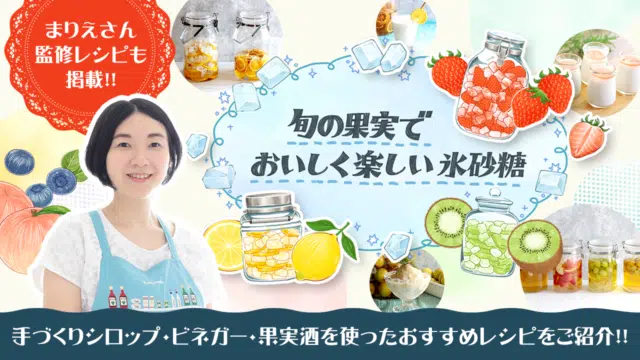 まりえさん
監修レシピも
掲載!!
旬の果実で
おいしく楽しい氷砂糖
手づくりシロップ・ビネガー・果実酒を使ったおすすめレシピをご紹介!!